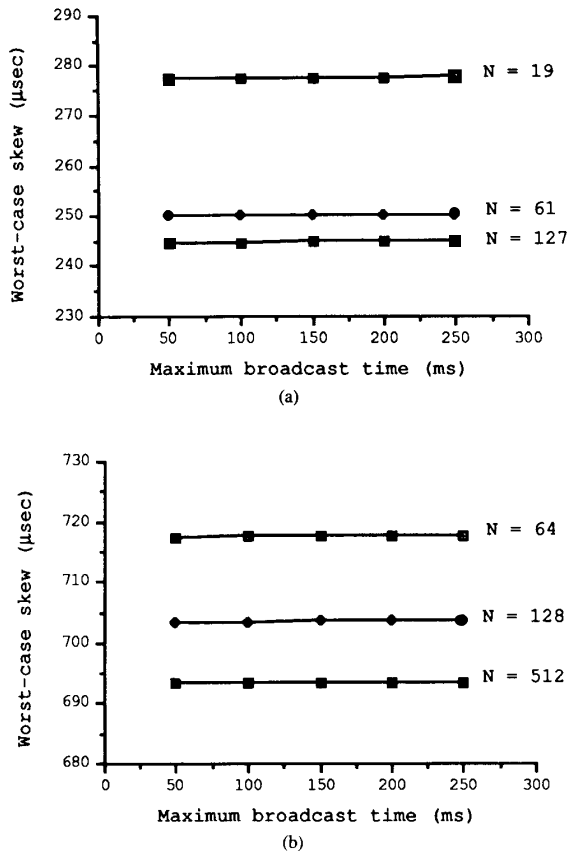 Worst-case skew (µsec)
290
280
270
260
250
240
230
N = 19
N = 61
N = 127
0
50
100
150
200
250
300
Maximum broadcast time (ms)
(a)
Worst-case skew (µsec)
730
720
710
700
690
680
N = 64
N = 128
N = 512
0
50
100
150
200
250
300
Maximum broadcast time (ms)
(b)